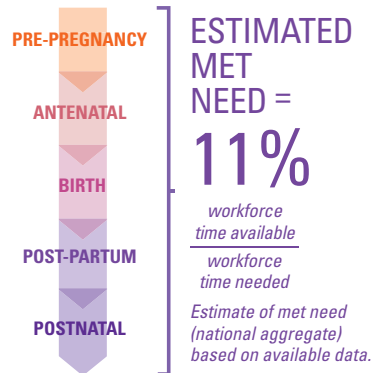 PRE-PREGNANCY
ANTENATAL
BIRTH
POST-PARTUM
POSTNATAL
ESTIMATED
MET
NEED =
11%
workforce
time available
workforce
time needed
Estimate of met need
(national aggregate)
based on available data.